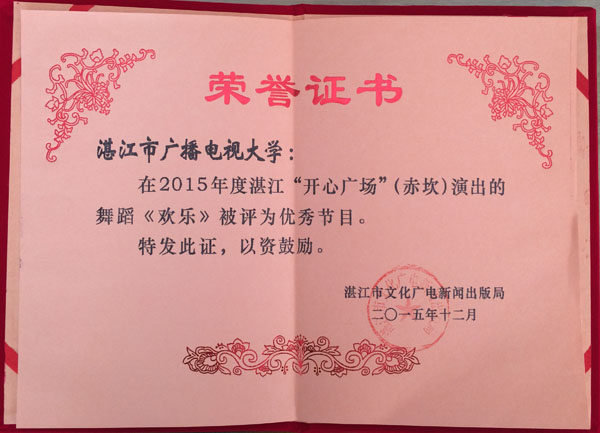 荣誉证书
湛江市广播电视大学：
在2015年度湛江“开心广场”(赤坎)演出的
舞蹈《欢乐》被评为优秀节目。
特发此证，以资鼓励。
湛江市文化广电新闻出版局
二〇一五年十二月